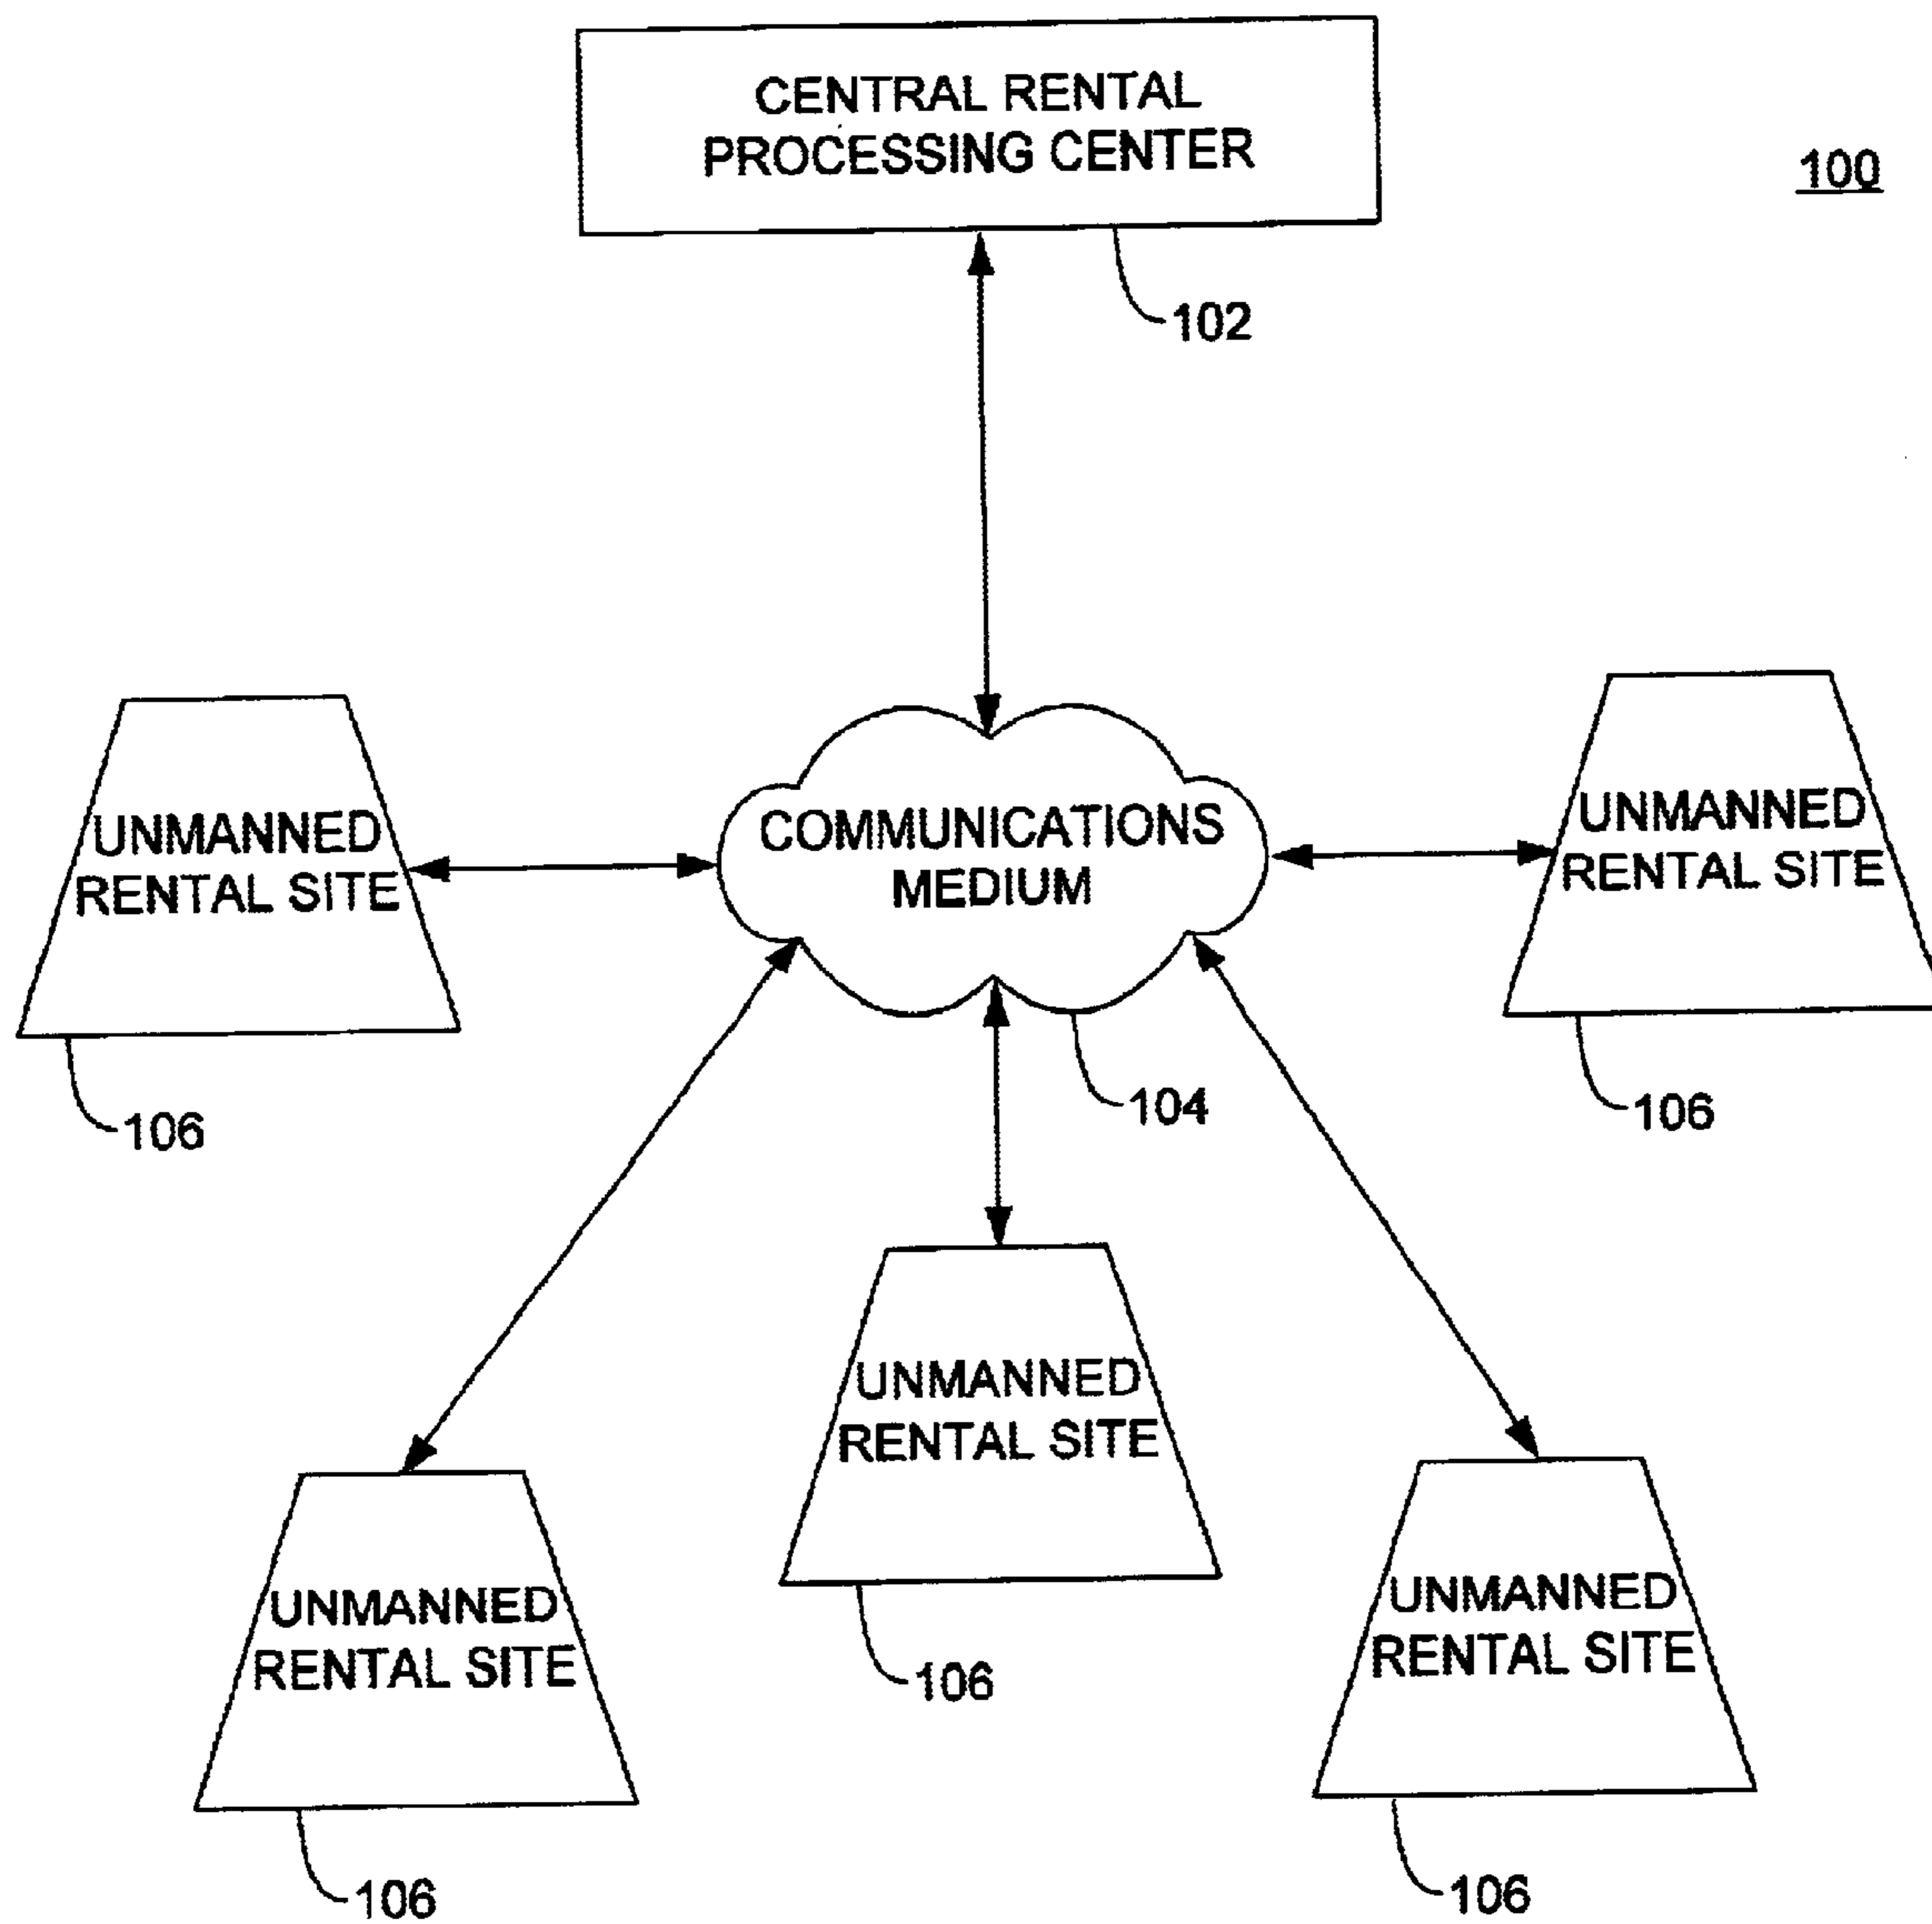 CENTRAL RENTAL
PROCESSING CENTER
100
102
UNMANNED
RENTAL SITE
COMMUNICATIONS
MEDIUM
UNMANNED
RENTAL SITE
106
104
106
UNMANNED
RENTAL SITE
106
UNMANNED
RENTAL SITE
106
UNMANNED
RENTAL SITE
106